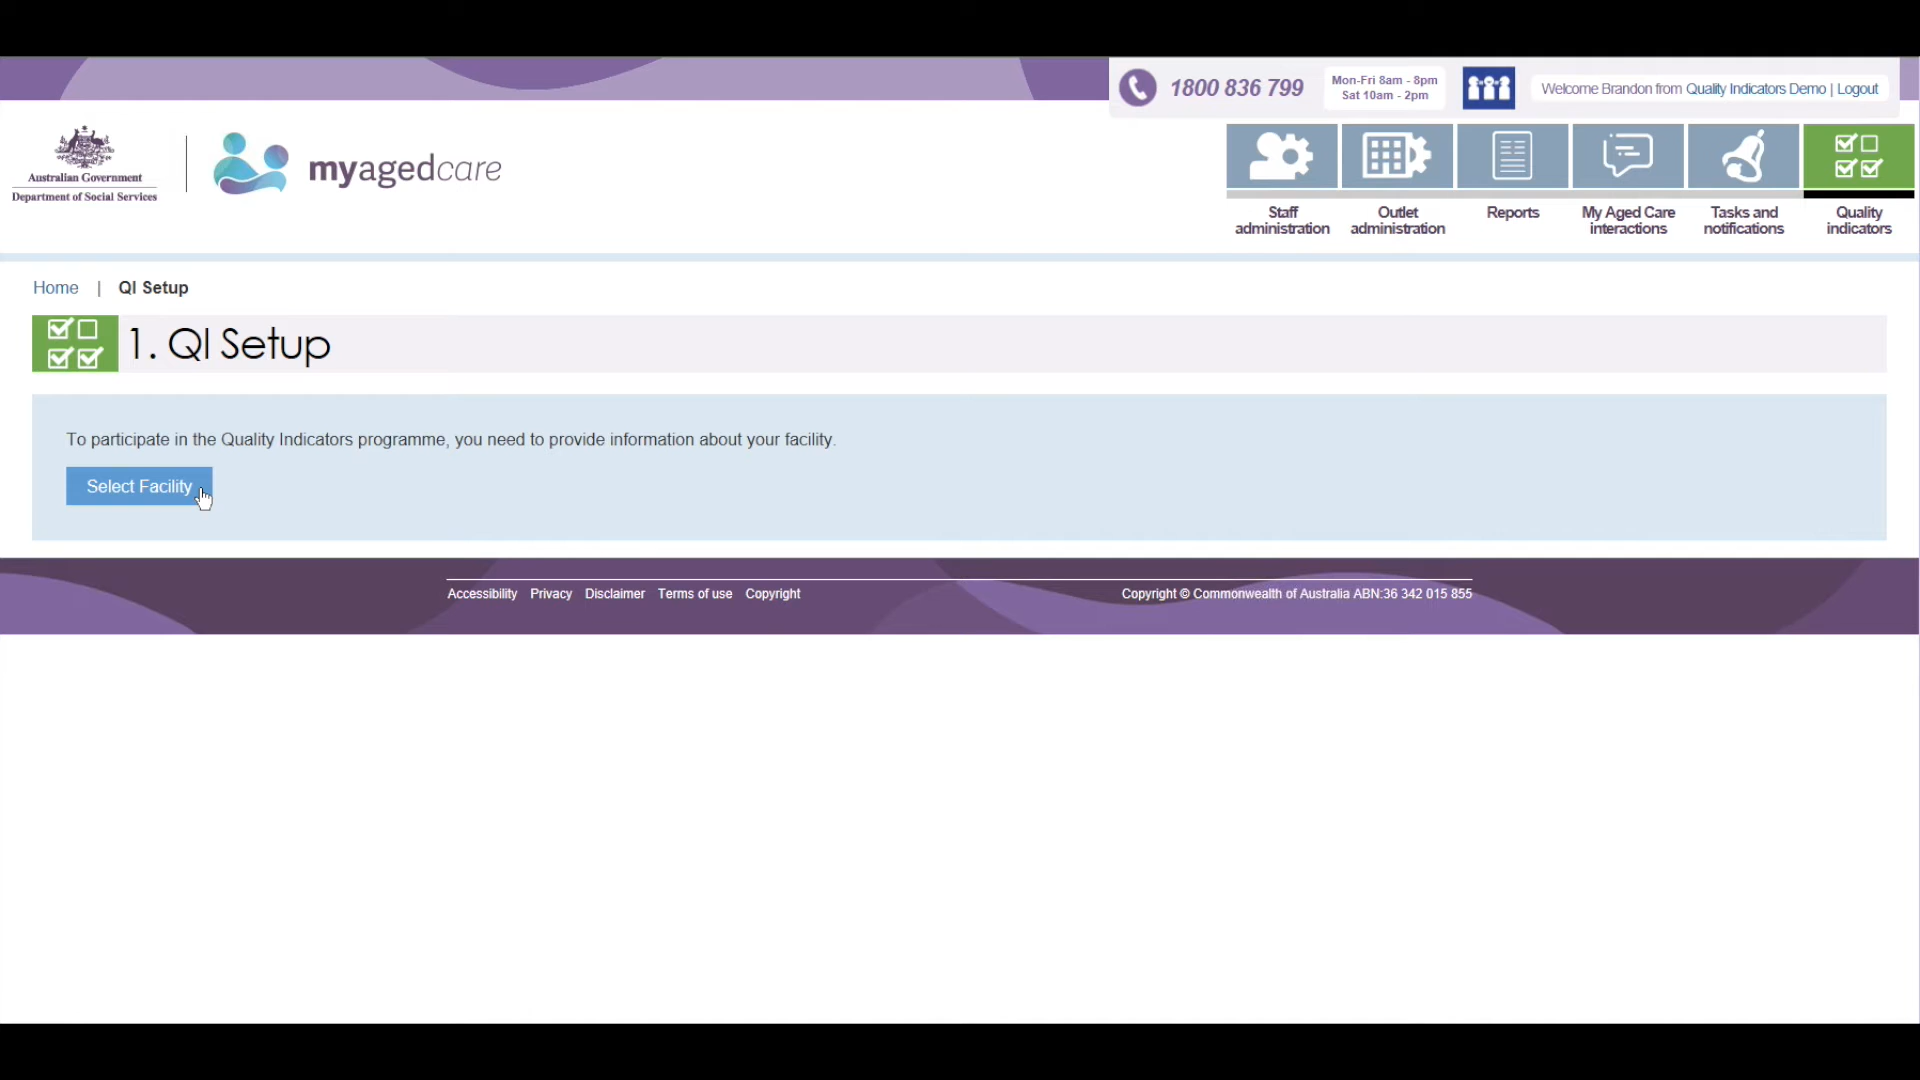 1800 836 799
Mon-Fri 8am - 8pm
Sat 10am - 2pm
Welcome Brandon from Quality Indicators Demo | Logout
Australian Government
Department of Social Services
myagedcare
Staff
administration
Outlet
administration
Reports
My Aged Care
interactions
Tasks and
notifications
Quality
indicators
Home | QI Setup
1. QI Setup
To participate in the Quality Indicators programme, you need to provide information about your facility.
Select Facility
Accessibility Privacy Disclaimer Terms of use Copyright
Copyright © Commonwealth of Australia ABN:36 342 015 855